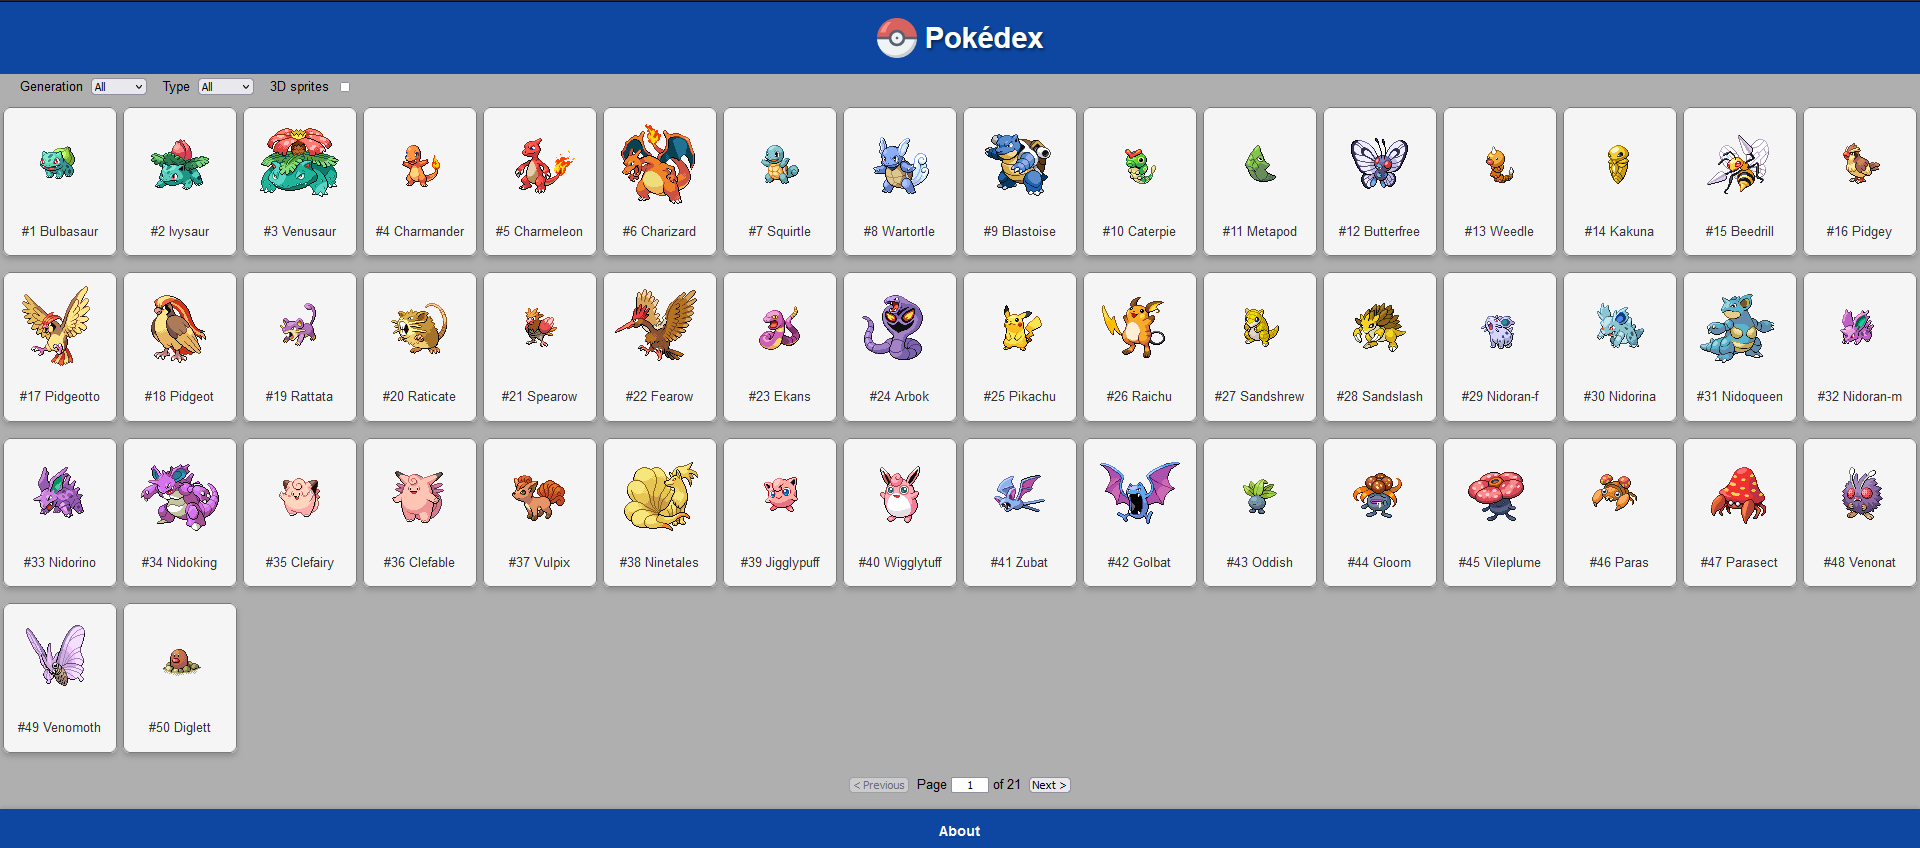 Pokédex
Generation All Type All 3D sprites
#1 Bulbasaur #2 Ivysaur #3 Venusaur #4 Charmander #5 Charmeleon #6 Charizard #7 Squirtle #8 Wartortle #9 Blastoise #10 Caterpie #11 Metapod #12 Butterfree #13 Weedle #14 Kakuna #15 Beedrill #16 Pidgey
#17 Pidgeotto #18 Pidgeot #19 Rattata #20 Raticate #21 Spearow #22 Fearow #23 Ekans #24 Arbok #25 Pikachu #26 Raichu #27 Sandshrew #28 Sandslash #29 Nidoran-f #30 Nidorina #31 Nidoqueen #32 Nidoran-m
#33 Nidorino #34 Nidoking #35 Clefairy #36 Clefable #37 Vulpix #38 Ninetales #39 Jigglypuff #40 Wigglytuff #41 Zubat #42 Golbat #43 Oddish #44 Gloom #45 Vileplume #46 Paras #47 Parasect #48 Venonat
#49 Venomoth #50 Diglett
< Previous Page 1 of 21 Next >
About